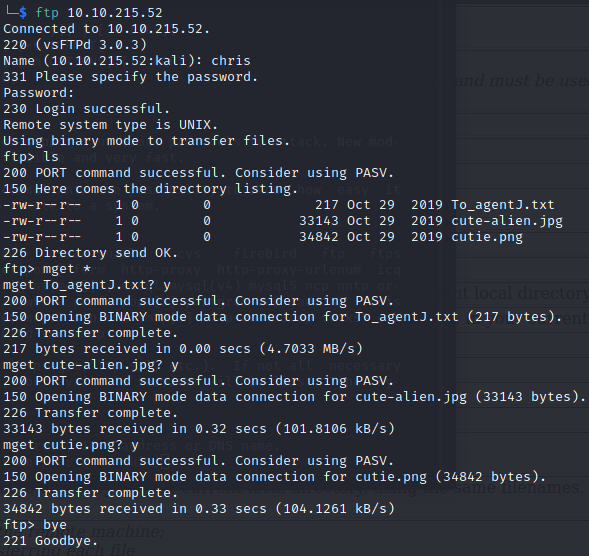 └─$ ftp 10.10.215.52
Connected to 10.10.215.52.
220 (vsFTPd 3.0.3)
Name (10.10.215.52:kali): chris
331 Please specify the password.
Password:
230 Login successful.
Remote system type is UNIX.
Using binary mode to transfer files.
ftp> ls
200 PORT command successful. Consider using PASV.
150 Here comes the directory listing.
-rw-r--r--    1 0        0             217 Oct 29  2019 To_agentJ.txt
-rw-r--r--    1 0        0           33143 Oct 29  2019 cute-alien.jpg
-rw-r--r--    1 0        0           34842 Oct 29  2019 cutie.png
226 Directory send OK.
ftp> mget *
mget To_agentJ.txt? y
200 PORT command successful. Consider using PASV.
150 Opening BINARY mode data connection for To_agentJ.txt (217 bytes).
226 Transfer complete.
217 bytes received in 0.00 secs (4.7033 MB/s)
mget cute-alien.jpg? y
200 PORT command successful. Consider using PASV.
150 Opening BINARY mode data connection for cute-alien.jpg (33143 bytes).
226 Transfer complete.
33143 bytes received in 0.32 secs (101.8106 kB/s)
mget cutie.png? y
200 PORT command successful. Consider using PASV.
150 Opening BINARY mode data connection for cutie.png (34842 bytes).
226 Transfer complete.
34842 bytes received in 0.33 secs (104.1261 kB/s)
ftp> bye
221 Goodbye.